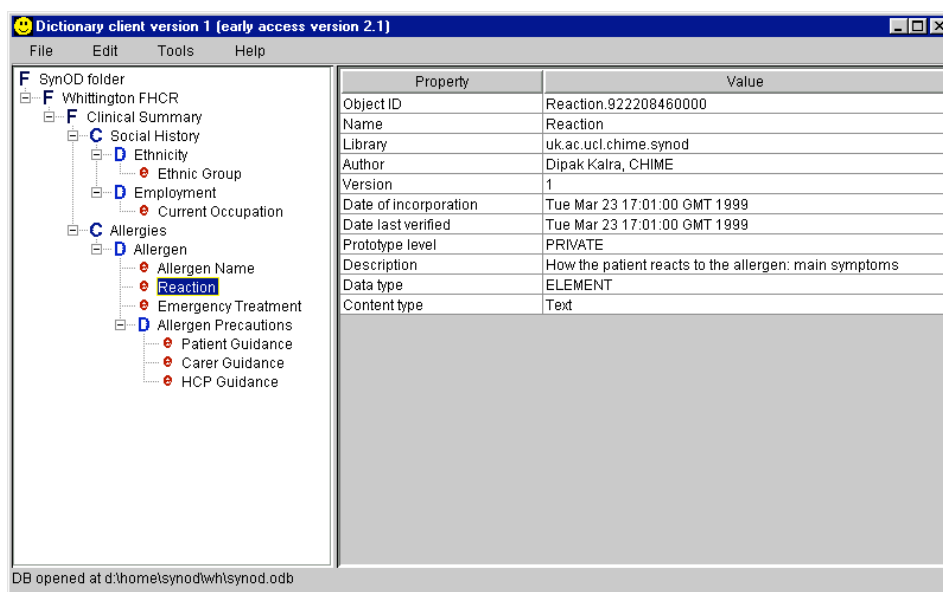 Dictionary client version 1 (early access version 2.1)
File Edit Tools Help
F SynOD folder
F Whittington FHCR
F Clinical Summary
C Social History
D Ethnicity
e Ethnic Group
D Employment
e Current Occupation
C Allergies
D Allergen
e Allergen Name
e Reaction
e Emergency Treatment
D Allergen Precautions
e Patient Guidance
e Carer Guidance
e HCP Guidance
Property Value
Object ID Reaction.922208460000
Name Reaction
Library uk.ac.ucl.chime.synod
Author Dipak Kalra, CHIME
Version 1
Date of incorporation Tue Mar 23 17:01:00 GMT 1999
Date last verified Tue Mar 23 17:01:00 GMT 1999
Prototype level PRIVATE
Description How the patient reacts to the allergen: main symptoms
Data type ELEMENT
Content type Text
DB opened at d:\home\synod\wh\synod.odb